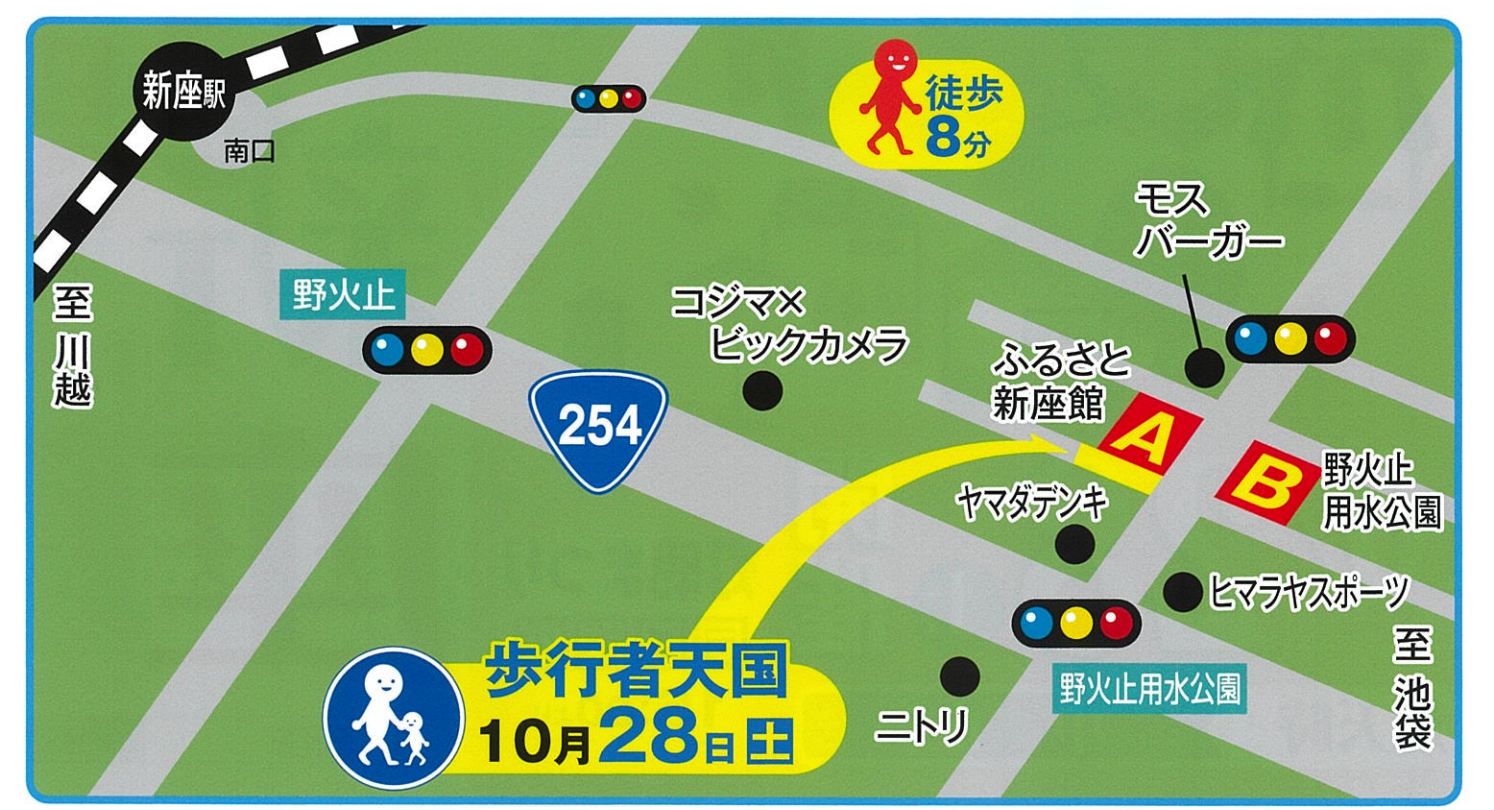 新座駅
南口
徒歩
8分
モス
バーガー
至川越
野火止
コジマ×
ビックカメラ
254
ふるさと
新座館
A
B
野火止
用水公園
ヤマダデンキ
ヒマラヤスポーツ
歩行者天国
10月28日土
ニトリ
野火止用水公園
至池袋